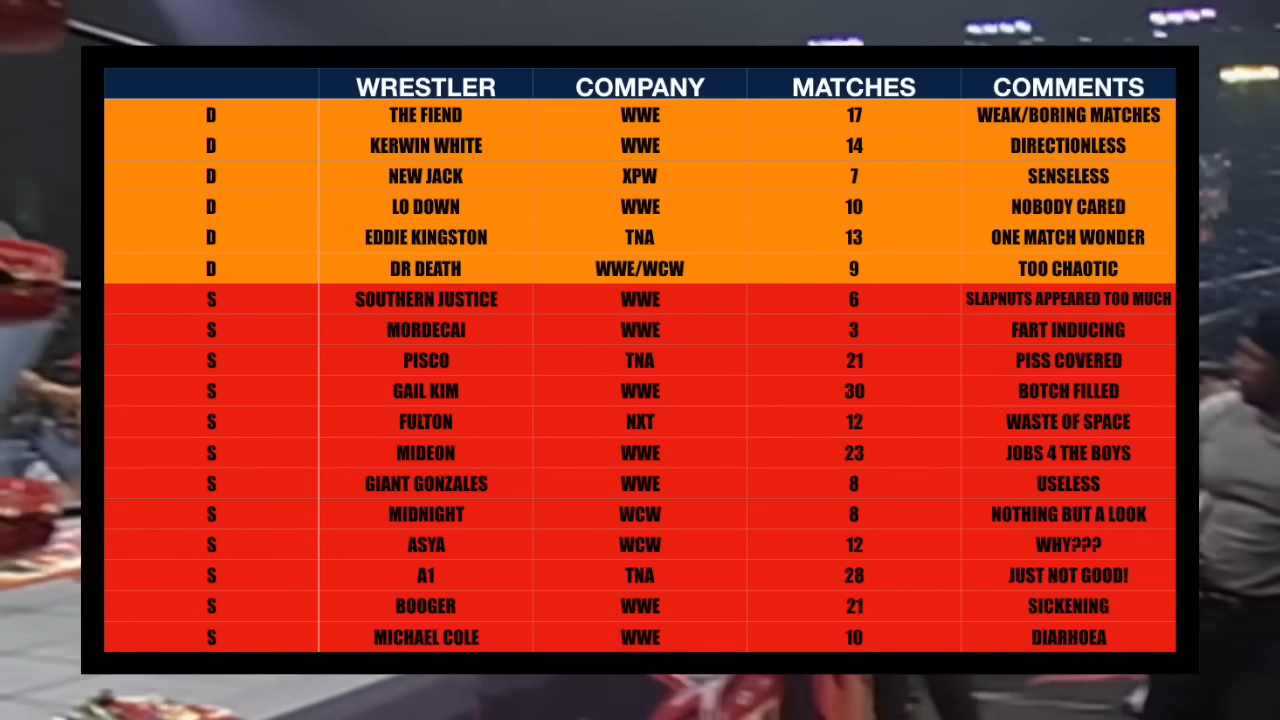 WRESTLER COMPANY MATCHES COMMENTS
D THE FIEND WWE 17 WEAK/BORING MATCHES
D KERWIN WHITE WWE 14 DIRECTIONLESS
D NEW JACK XPW 7 SENSELESS
D LO DOWN WWE 10 NOBODY CARED
D EDDIE KINGSTON TNA 13 ONE MATCH WONDER
D DR DEATH WWE/WCW 9 TOO CHAOTIC
S SOUTHERN JUSTICE WWE 6 SLAPNUTS APPEARED TOO MUCH
S MORDECAI WWE 3 FART INDUCING
S PISCO TNA 21 PISS COVERED
S GAIL KIM WWE 30 BOTCH FILLED
S FULTON NXT 12 WASTE OF SPACE
S MIDEON WWE 23 JOBS 4 THE BOYS
S GIANT GONZALES WWE 8 USELESS
S MIDNIGHT WCW 8 NOTHING BUT A LOOK
S ASYA WCW 12 WHY???
S A1 TNA 28 JUST NOT GOOD!
S BOOGER WWE 21 SICKENING
S MICHAEL COLE WWE 10 DIARHOEA